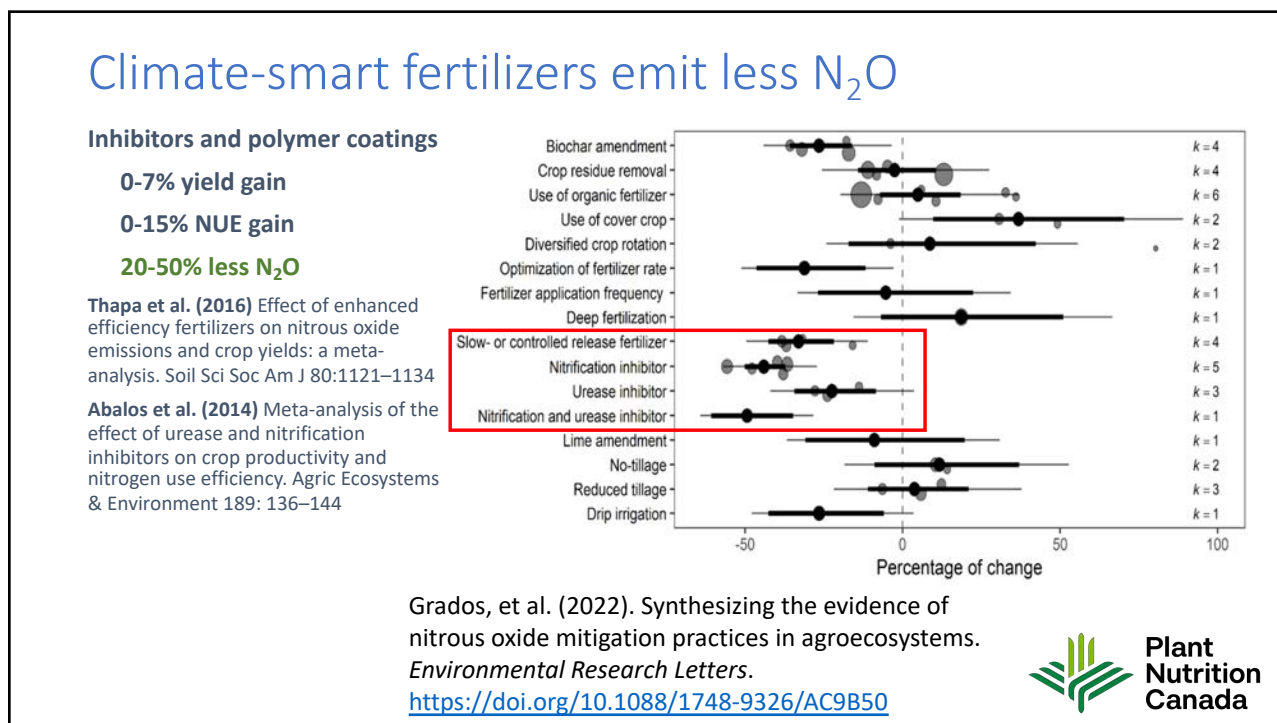 Climate-smart fertilizers emit less N₂O
Inhibitors and polymer coatings
0-7% yield gain
0-15% NUE gain
20-50% less N₂O
Thapa et al. (2016) Effect of enhanced
efficiency fertilizers on nitrous oxide
emissions and crop yields: a meta-
analysis. Soil Sci Soc Am J 80:1121–1134
Abalos et al. (2014) Meta-analysis of the
effect of urease and nitrification
inhibitors on crop productivity and
nitrogen use efficiency. Agric Ecosystems
& Environment 189: 136–144
Biochar amendment k = 4
Crop residue removal k = 4
Use of organic fertilizer k = 6
Use of cover crop k = 2
Diversified crop rotation k = 2
Optimization of fertilizer rate k = 1
Fertilizer application frequency k = 1
Deep fertilization k = 1
Slow- or controlled release fertilizer k = 4
Nitrification inhibitor k = 5
Urease inhibitor k = 3
Nitrification and urease inhibitor k = 1
Lime amendment k = 1
No-tillage k = 2
Reduced tillage k = 3
Drip irrigation k = 1
-50 0 50 100
Percentage of change
Grados, et al. (2022). Synthesizing the evidence of
nitrous oxide mitigation practices in agroecosystems.
Environmental Research Letters.
https://doi.org/10.1088/1748-9326/AC9B50
Plant
Nutrition
Canada